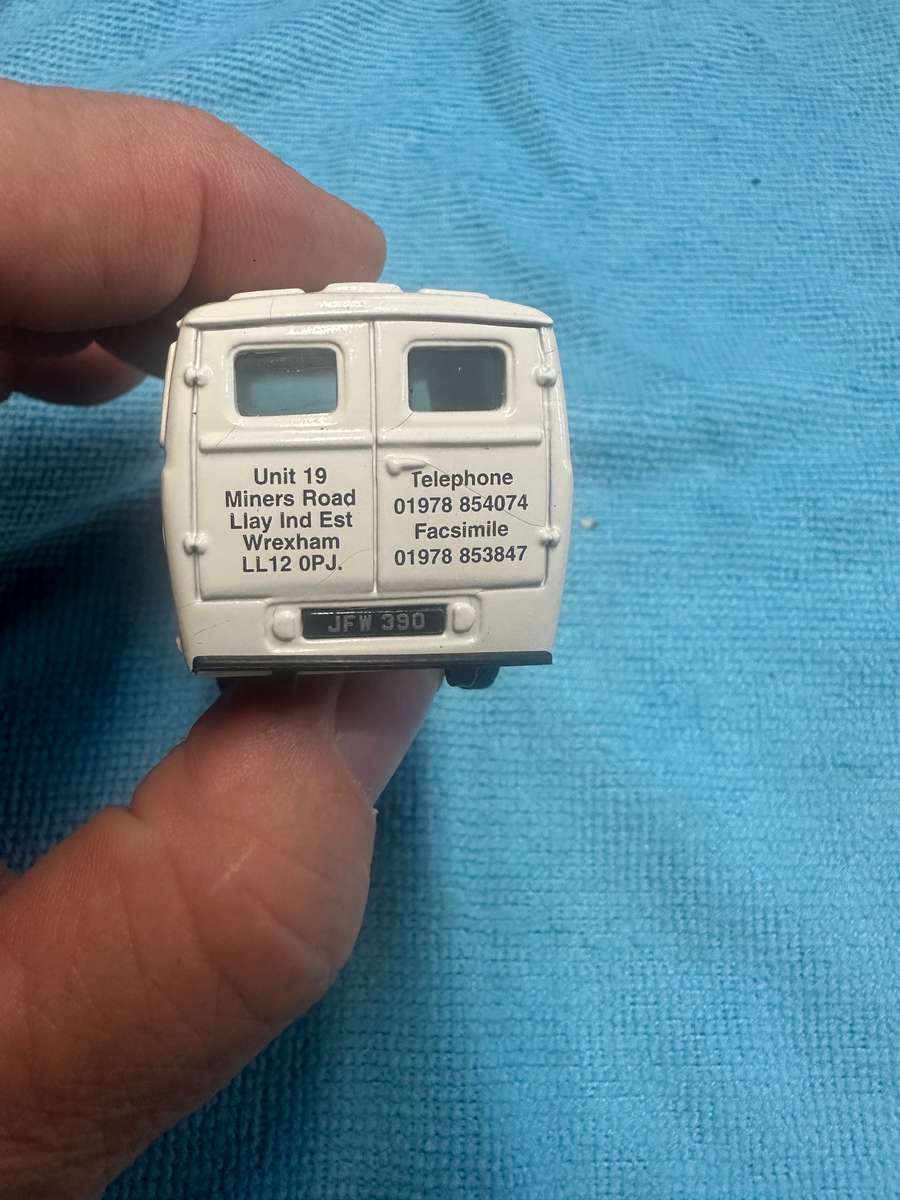 Unit 19
Miners Road
Llay Ind Est
Wrexham
LL12 0PJ.
Telephone
01978 854074
Facsimile
01978 853847
JFW 390